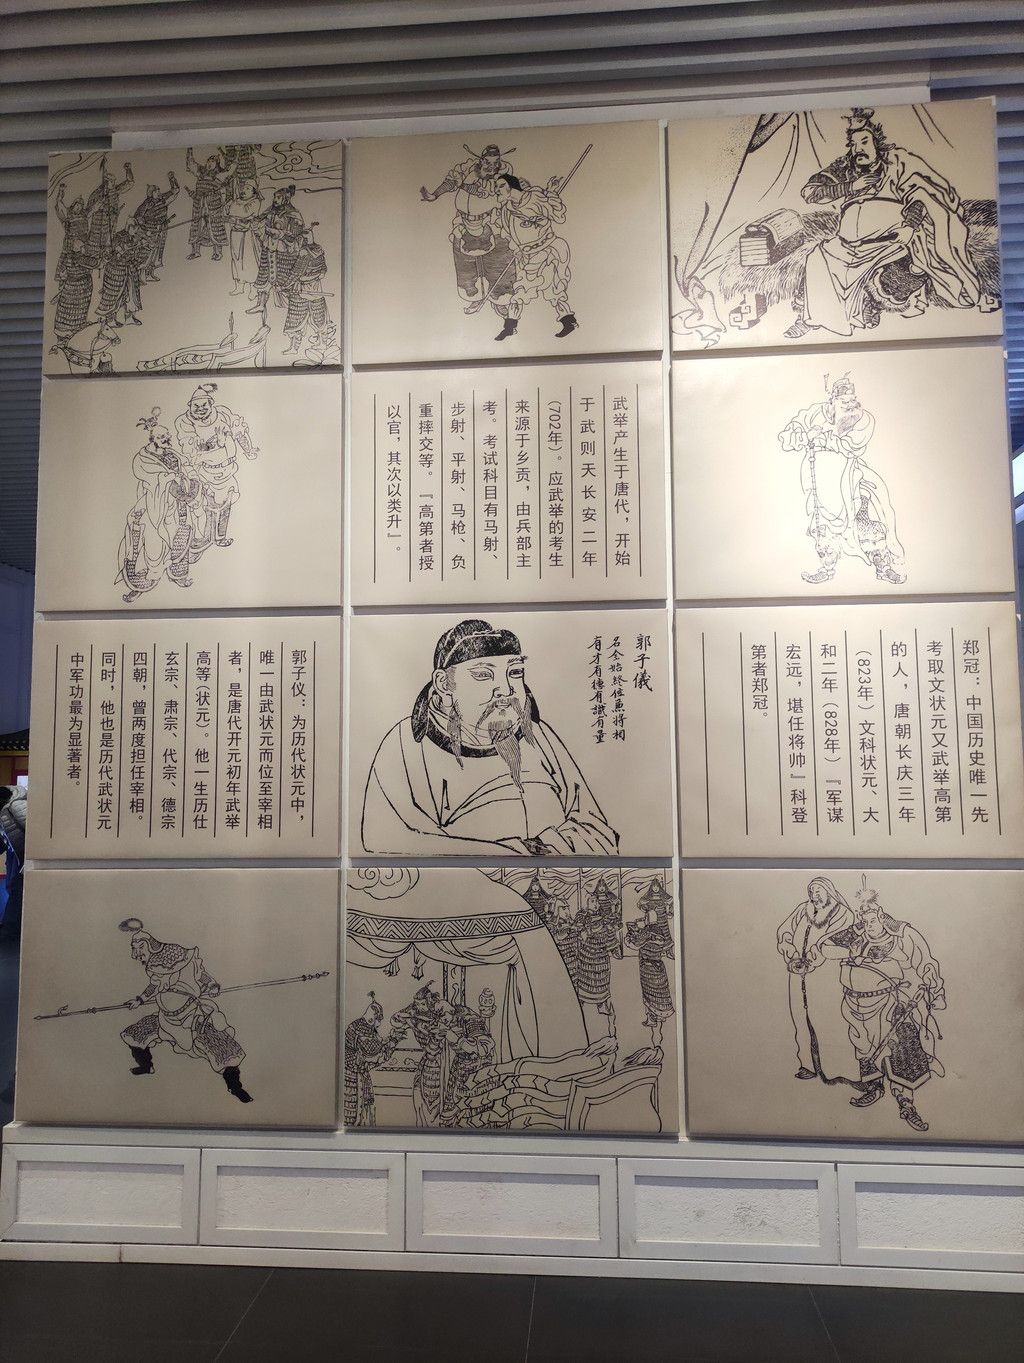 武举产生于唐代，开始
于武则天长安二年
（702年）。应武举的考生
来源于乡贡，由兵部主
考。考试科目有马射、
步射、平射、马枪、负
重摔交等。『高第者授
以官，其次以类升』。
郭子儀
名全始終位兼將相
有才有德有識有量
郑冠：中国历史唯一先
考取文状元又武举高第
的人，唐朝长庆三年
（823年）文科状元、大
和二年（828年）『军谋
宏远，堪任将帅』科登
第者郑冠。
郭子仪：为历代状元中，
唯一由武状元而位至宰相
者，是唐代开元初年武举
高等（状元）。他一生历仕
玄宗、肃宗、代宗、德宗
四朝，曾两度担任宰相。
同时，他也是历代武状元
中军功最为显著者。